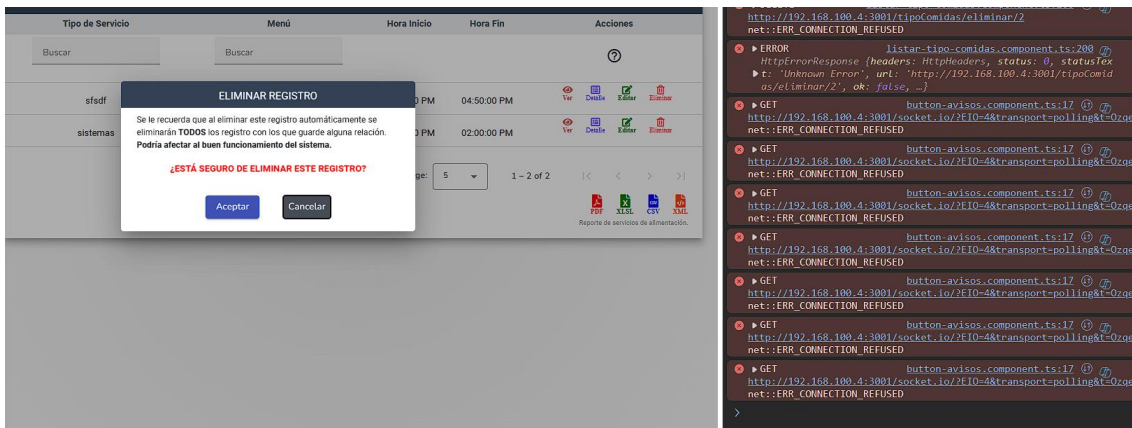 Tipo de Servicio Menú Hora Inicio Hora Fin Acciones
Buscar Buscar
sfsdf 0 PM 04:50:00 PM Ver Detalle Editar Eliminar
sistemas 0 PM 02:00:00 PM Ver Detalle Editar Eliminar
ge: 5 1 – 2 of 2
PDF XLSL CSV XML
Reporte de servicios de alimentación.
ELIMINAR REGISTRO
Se le recuerda que al eliminar este registro automáticamente se
eliminarán TODOS los registro con los que guarde alguna relación.
Podría afectar al buen funcionamiento del sistema.
¿ESTÁ SEGURO DE ELIMINAR ESTE REGISTRO?
Aceptar Cancelar
http://192.168.100.4:3001/tipoComidas/eliminar/2
net::ERR_CONNECTION_REFUSED
ERROR listar-tipo-comidas.component.ts:200
HttpErrorResponse {headers: HttpHeaders, status: 0, statusTex
t: 'Unknown Error', url: 'http://192.168.100.4:3001/tipoComid
as/eliminar/2', ok: false, …}
GET button-avisos.component.ts:17
http://192.168.100.4:3001/socket.io/?EIO=4&transport=polling&t=Ozqe
net::ERR_CONNECTION_REFUSED
GET button-avisos.component.ts:17
http://192.168.100.4:3001/socket.io/?EIO=4&transport=polling&t=Ozqe
net::ERR_CONNECTION_REFUSED
GET button-avisos.component.ts:17
http://192.168.100.4:3001/socket.io/?EIO=4&transport=polling&t=Ozqe
net::ERR_CONNECTION_REFUSED
GET button-avisos.component.ts:17
http://192.168.100.4:3001/socket.io/?EIO=4&transport=polling&t=Ozqe
net::ERR_CONNECTION_REFUSED
GET button-avisos.component.ts:17
http://192.168.100.4:3001/socket.io/?EIO=4&transport=polling&t=Ozqe
net::ERR_CONNECTION_REFUSED
GET button-avisos.component.ts:17
http://192.168.100.4:3001/socket.io/?EIO=4&transport=polling&t=Ozqe
net::ERR_CONNECTION_REFUSED
GET button-avisos.component.ts:17
http://192.168.100.4:3001/socket.io/?EIO=4&transport=polling&t=Ozqe
net::ERR_CONNECTION_REFUSED